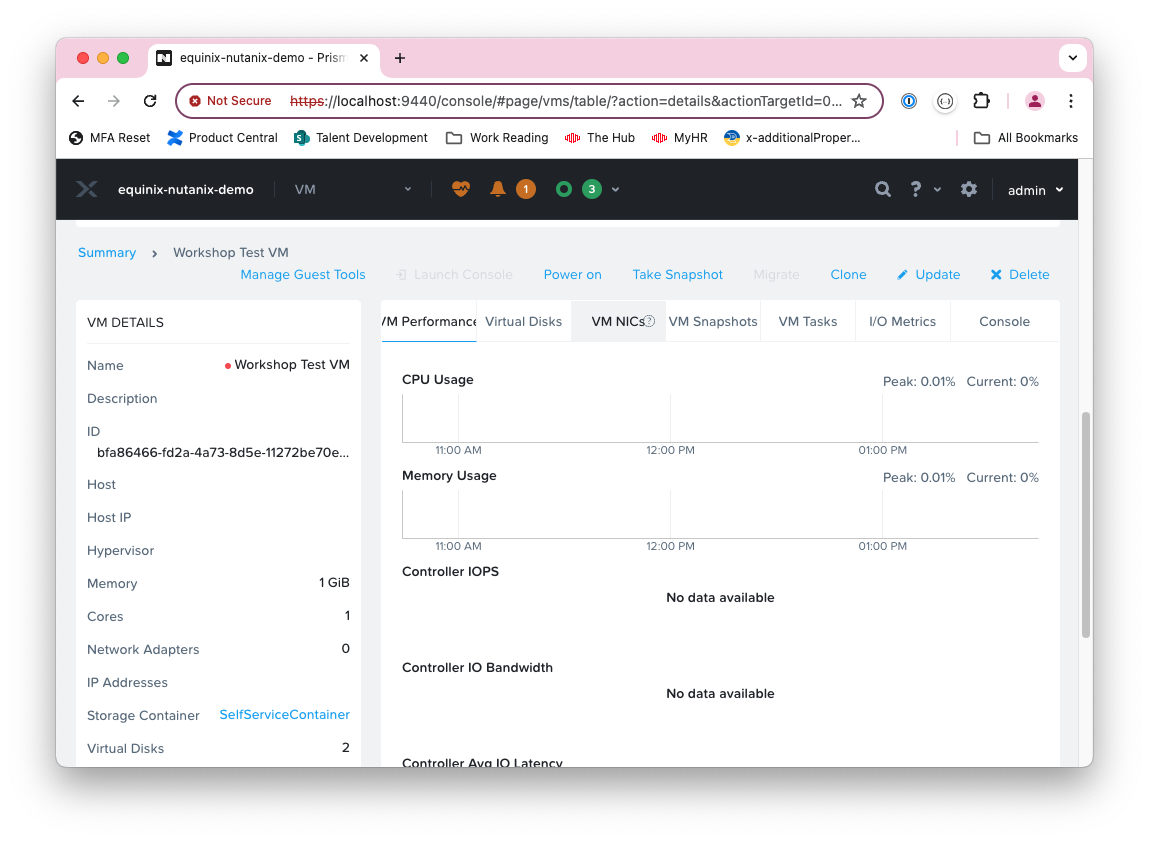 equinix-nutanix-demo - Prism
Not Secure https://localhost:9440/console/#page/vms/table/?action=details&actionTargetId=0...
MFA Reset Product Central Talent Development Work Reading The Hub MyHR x-additionalProper... All Bookmarks
equinix-nutanix-demo VM 1 3 ? admin
Summary › Workshop Test VM
Manage Guest Tools Launch Console Power on Take Snapshot Migrate Clone Update Delete
VM DETAILS
Name Workshop Test VM
Description
ID
bfa86466-fd2a-4a73-8d5e-11272be70e...
Host
Host IP
Hypervisor
Memory 1 GiB
Cores 1
Network Adapters 0
IP Addresses
Storage Container SelfServiceContainer
Virtual Disks 2
VM Performance Virtual Disks VM NICs ? VM Snapshots VM Tasks I/O Metrics Console
CPU Usage Peak: 0.01% Current: 0%
11:00 AM 12:00 PM 01:00 PM
Memory Usage Peak: 0.01% Current: 0%
11:00 AM 12:00 PM 01:00 PM
Controller IOPS
No data available
Controller IO Bandwidth
No data available
Controller Avg IO Latency